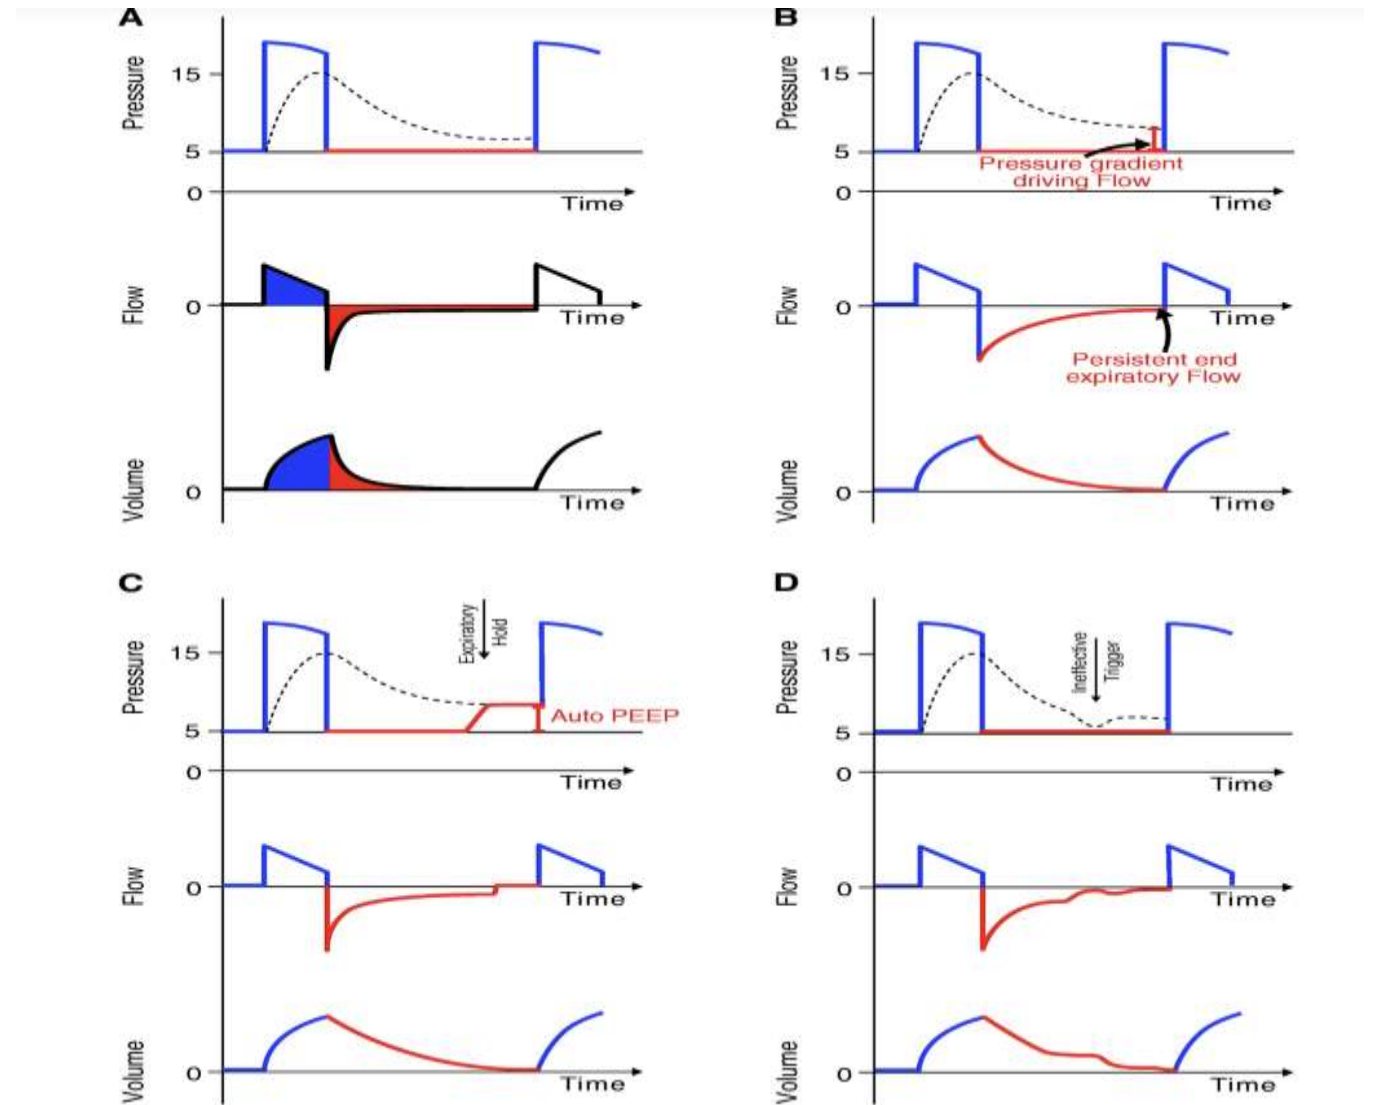 A
Pressure
15
5
0
Time
Flow
0
Time
Volume
0
Time
B
Pressure
15
5
Pressure gradient
driving Flow
0
Time
Flow
0
Time
Persistent end
expiratory Flow
Volume
0
Time
C
Expiratory
Hold
Pressure
15
Auto PEEP
5
0
Time
Flow
0
Time
Volume
0
Time
D
Ineffective
Trigger
Pressure
15
5
0
Time
Flow
0
Time
Volume
0
Time